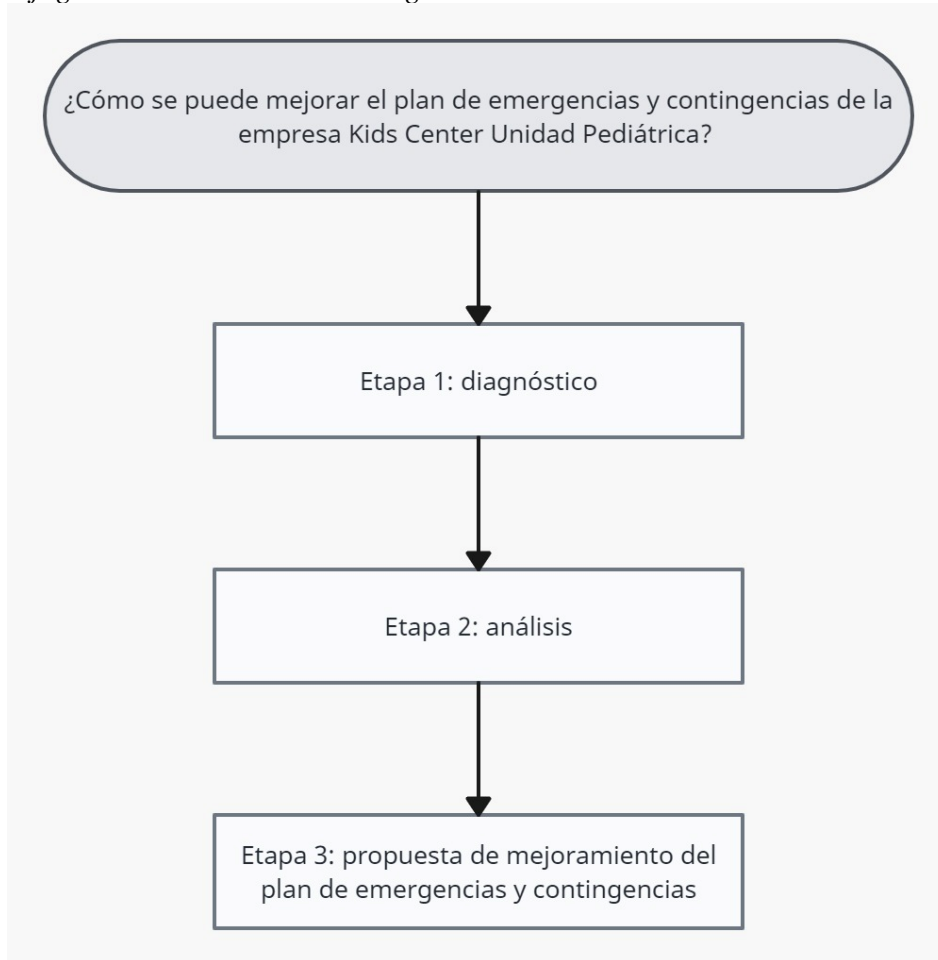 ¿Cómo se puede mejorar el plan de emergencias y contingencias de la
empresa Kids Center Unidad Pediátrica?
Etapa 1: diagnóstico
Etapa 2: análisis
Etapa 3: propuesta de mejoramiento del
plan de emergencias y contingencias